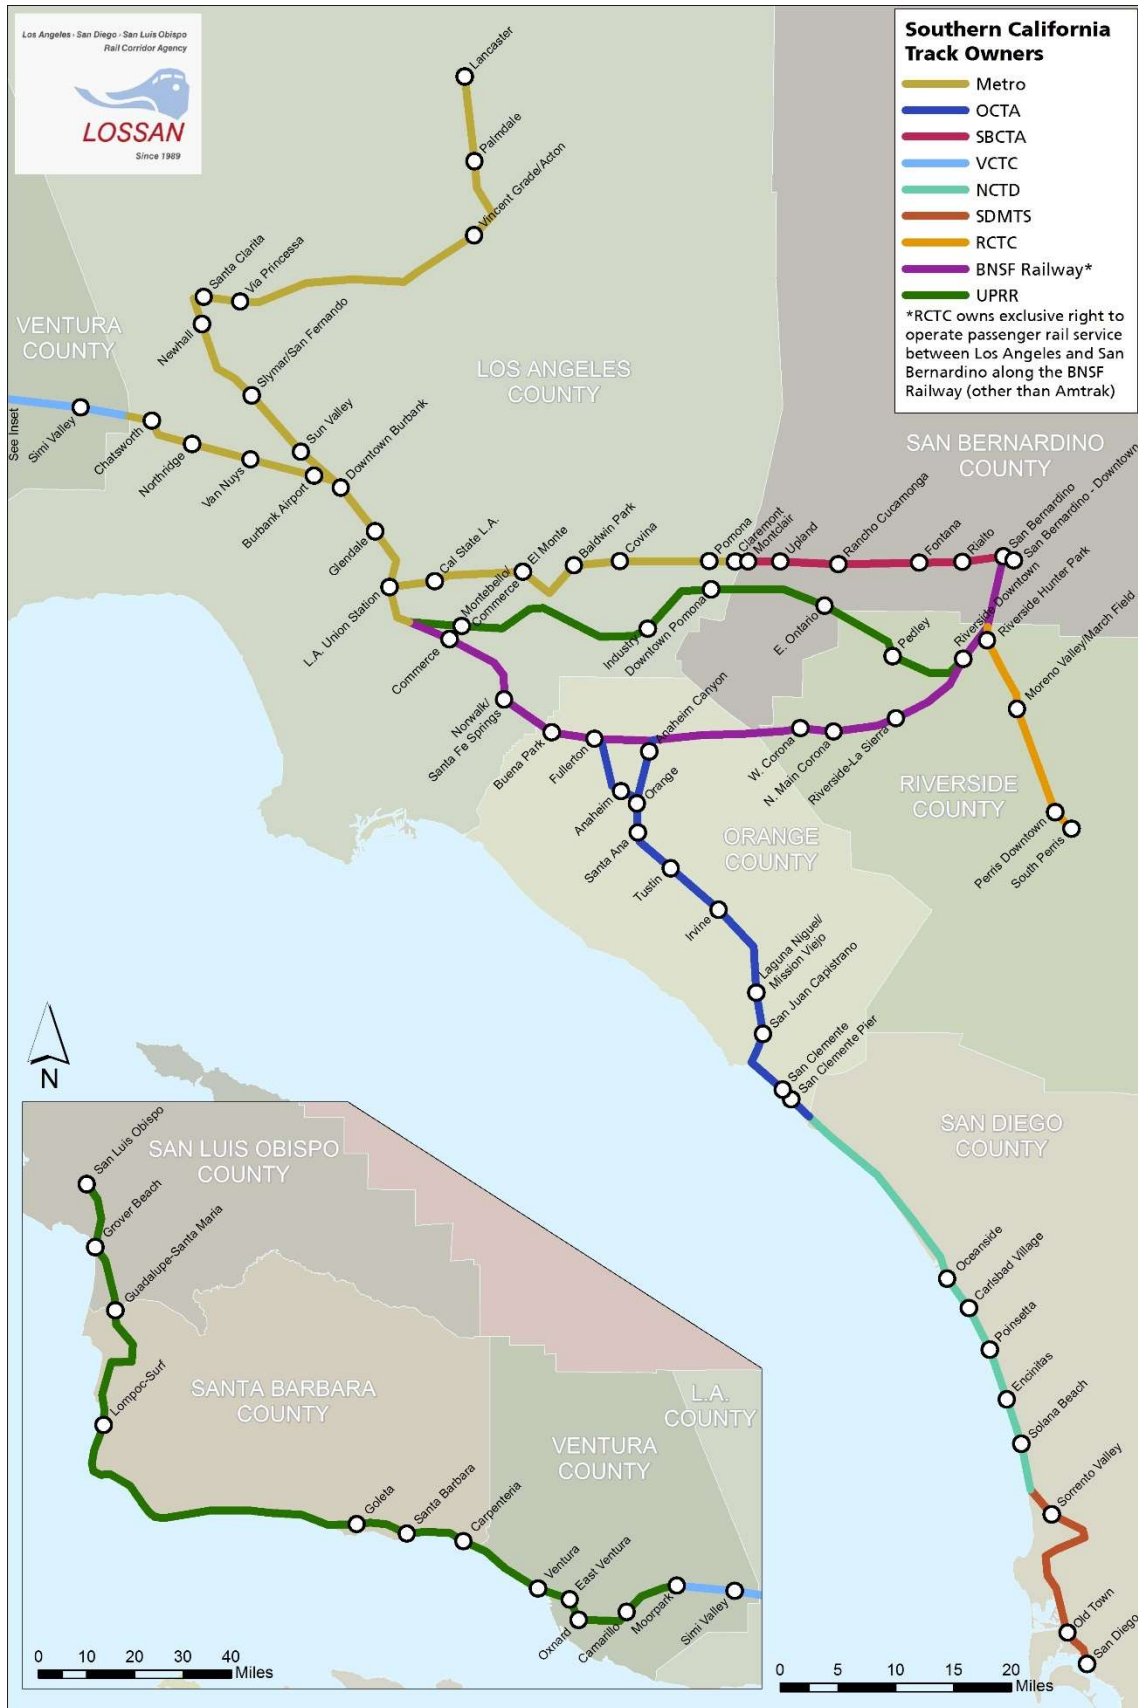 Los Angeles - San Diego - San Luis Obispo
Rail Corridor Agency
LOSSAN
Since 1989
Southern California
Track Owners
Metro
OCTA
SBCTA
VCTC
NCTD
SDMTS
RCTC
BNSF Railway*
UPRR
*RCTC owns exclusive right to
operate passenger rail service
between Los Angeles and San
Bernardino along the BNSF
Railway (other than Amtrak)
Lancaster
Palmdale
Vincent Grade/Acton
Santa Clarita
Via Princessa
Newhall
Slymar/San Fernando
VENTURA
COUNTY
LOS ANGELES
COUNTY
SAN BERNARDINO
COUNTY
See Inset
Simi Valley
Chatsworth
Northridge
Van Nuys
Burbank Airport
Sun Valley
Downtown Burbank
Glendale
L.A. Union Station
Cal State L.A.
El Monte
Baldwin Park
Covina
Pomona
Claremont
Montclair
Upland
Rancho Cucamonga
Fontana
Rialto
San Bernardino
San Bernardino - Downtown
Montebello/
Commerce
Commerce
Industry
Downtown Pomona
E. Ontario
Pedley
Riverside Downtown
Riverside Hunter Park
Moreno Valley/March Field
Norwalk/
Santa Fe Springs
Buena Park
Fullerton
Anaheim Canyon
W. Corona
N. Main Corona
Riverside-La Sierra
RIVERSIDE
COUNTY
Perris Downtown
South Perris
Anaheim
Orange
Santa Ana
ORANGE
COUNTY
Tustin
Irvine
Laguna Niguel/
Mission Viejo
San Juan Capistrano
San Clemente
San Clemente Pier
SAN DIEGO
COUNTY
Oceanside
Carlsbad Village
Poinsetta
Encinitas
Solana Beach
Sorrento Valley
Old Town
San Diego
N
SAN LUIS OBISPO
COUNTY
San Luis Obispo
Grover Beach
Guadalupe-Santa Maria
Lompoc-Surf
SANTA BARBARA
COUNTY
L.A.
COUNTY
VENTURA
COUNTY
Goleta
Santa Barbara
Carpenteria
Ventura
East Ventura
Oxnard
Camarillo
Moorpark
Simi Valley
0 10 20 30 40
Miles
0 5 10 15 20
Miles